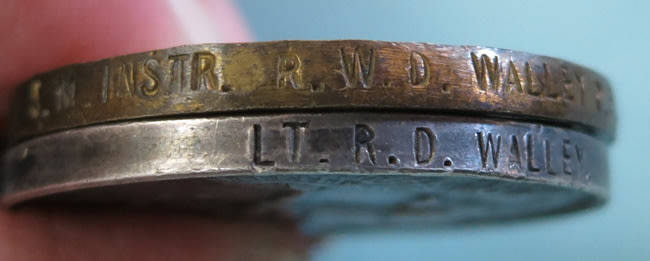 S.M. INSTR. R.W.D. WALLEY
LT. R.D. WALLEY.